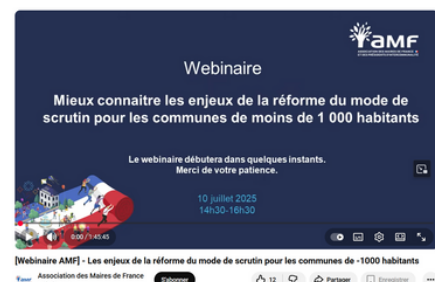 AMF
ASSOCIATION DES MAIRES DE FRANCE
Webinaire
Mieux connaitre les enjeux de la réforme du mode de
scrutin pour les communes de moins de 1 000 habitants
Le webinaire débutera dans quelques instants.
Merci de votre patience.
10 juillet 2025
14h30-16h30
0:00 / 1:45:45
[Webinaire AMF] - Les enjeux de la réforme du mode de scrutin pour les communes de -1000 habitants
Association des Maires de France
S'abonner
12
Partager
Enregistrer